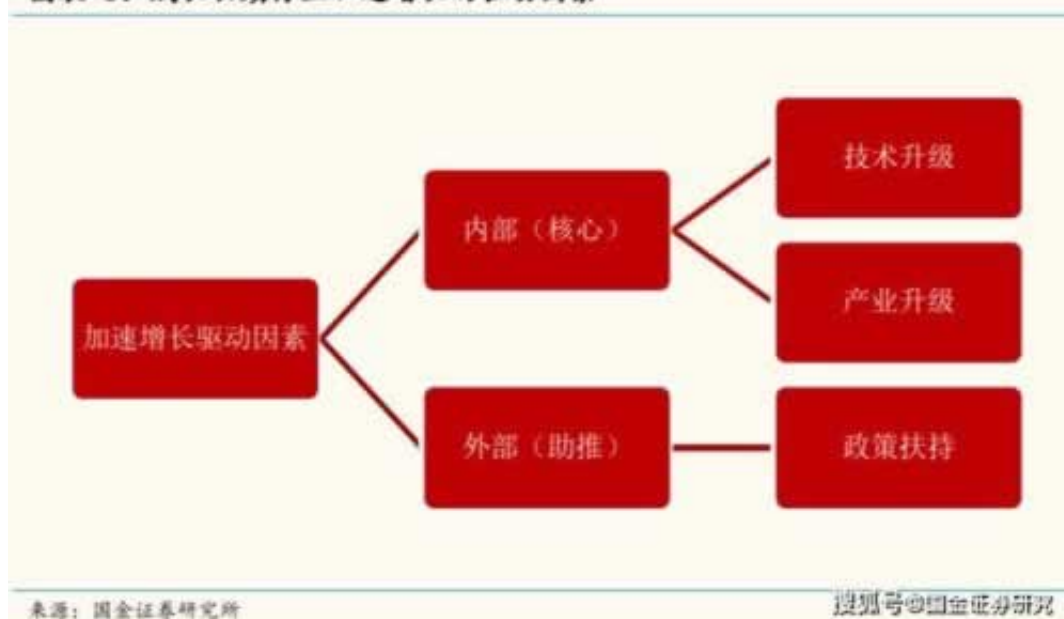 加速增长驱动因素
内部（核心）
外部（助推）
技术升级
产业升级
政策扶持
来源：国金证券研究所
搜狐号@国金证券研究